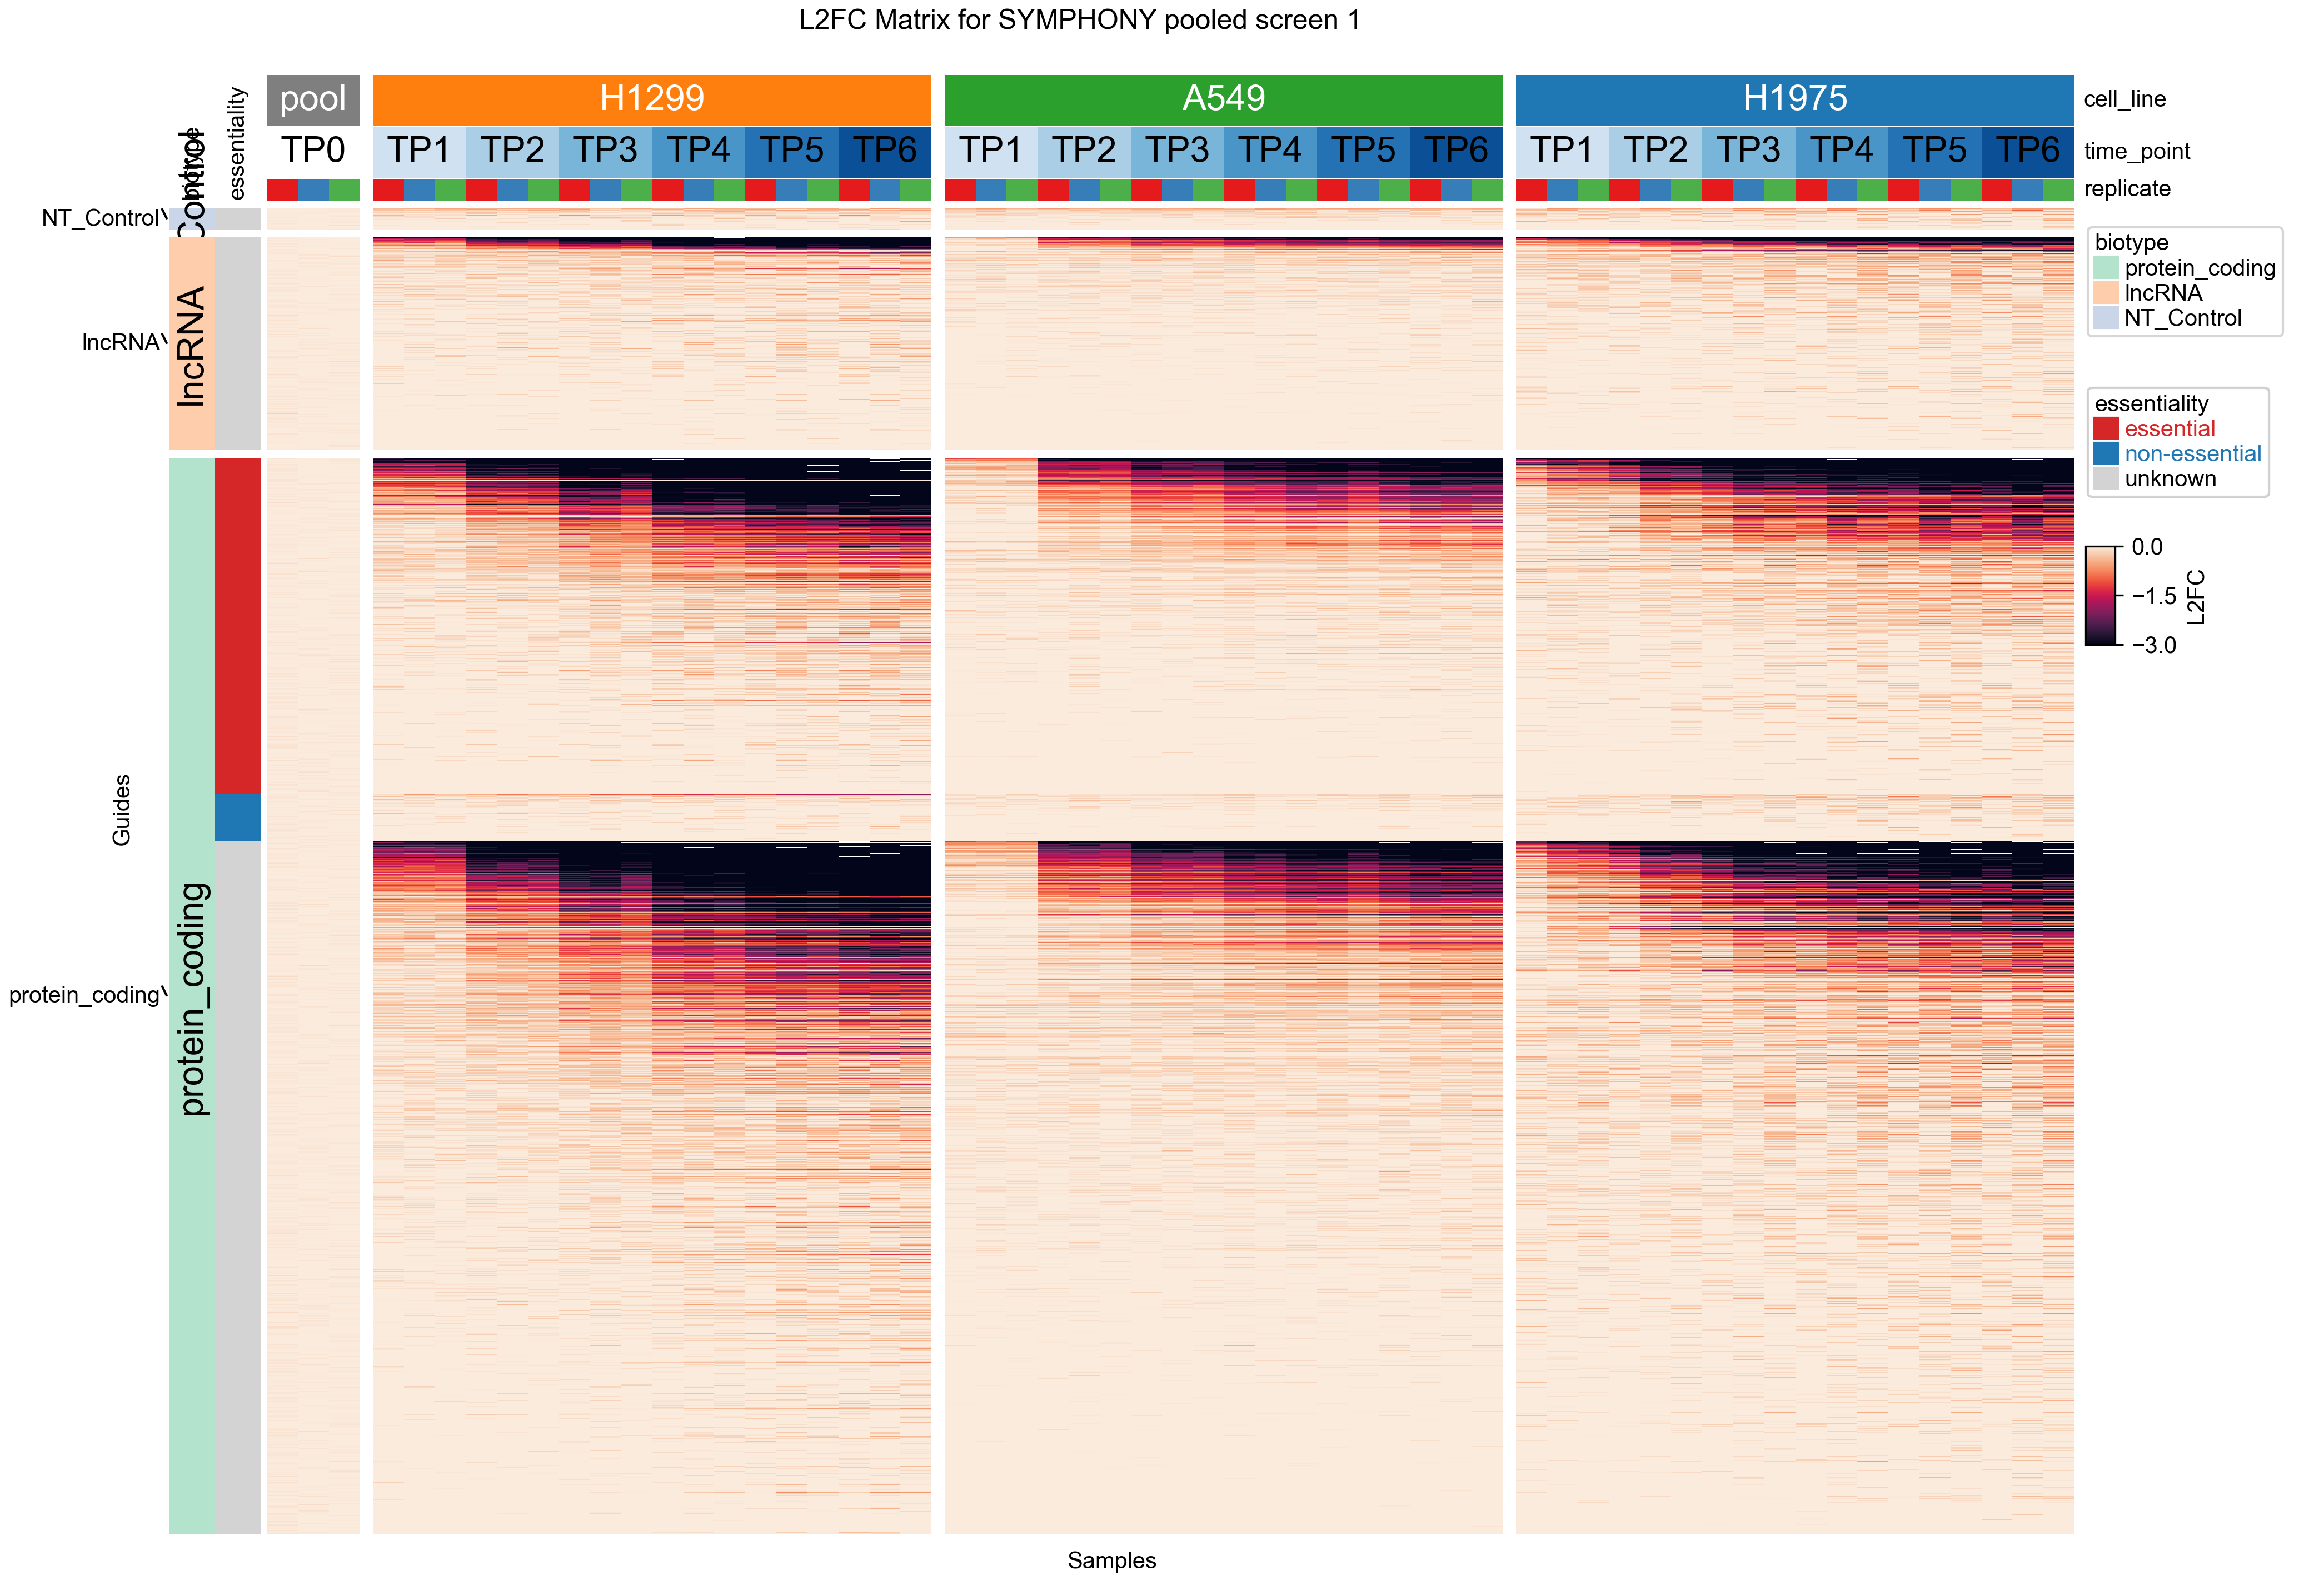 L2FC Matrix for SYMPHONY pooled screen 1
pool H1299 A549 H1975 cell_line
TP0 TP1 TP2 TP3 TP4 TP5 TP6 TP1 TP2 TP3 TP4 TP5 TP6 TP1 TP2 TP3 TP4 TP5 TP6 time_point
replicate
essentiality
NT_Control
lncRNA
lncRNA
Guides
protein_coding
protein_coding
biotype
protein_coding
lncRNA
NT_Control
essentiality
essential
non-essential
unknown
0.0
−1.5
−3.0
L2FC
Samples